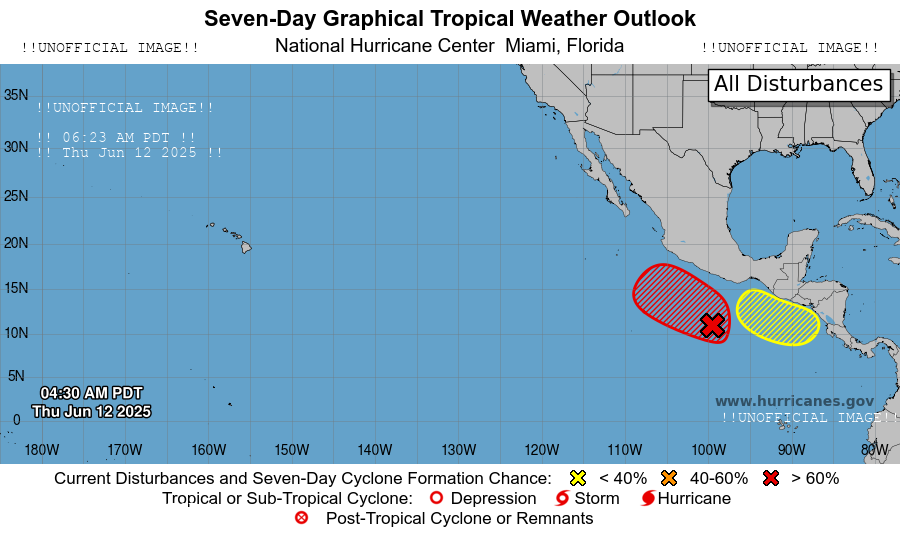 Seven-Day Graphical Tropical Weather Outlook
!!UNOFFICIAL IMAGE!! National Hurricane Center Miami, Florida !!UNOFFICIAL IMAGE!!
All Disturbances
35N
!!UNOFFICIAL IMAGE!!
!! 06:23 AM PDT !!
30N
!! Thu Jun 12 2025 !!
25N
20N
15N
10N
5N
04:30 AM PDT
www.hurricanes.gov
Thu Jun 12 2025
0
!!UNOFFICIAL IMAGE!!
180W 170W 160W 150W 140W 130W 120W 110W 100W 90W 80W
Current Disturbances and Seven-Day Cyclone Formation Chance: < 40% 40-60% > 60%
Tropical or Sub-Tropical Cyclone: Depression Storm Hurricane
Post-Tropical Cyclone or Remnants